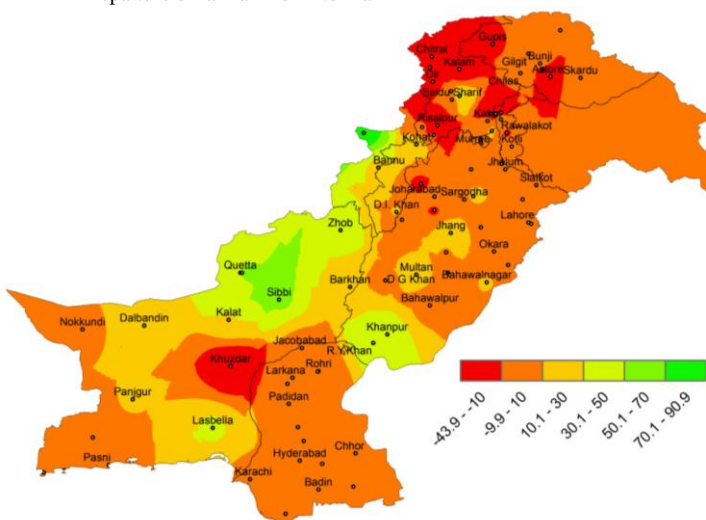 Gupis
Chitral
Bunji
Gilgit
Kalam
Astore
Skardu
Dir
Chilas
Saidu Sharif
Kakul
Risalpur
Rawalakot
Kohat
Murree
Kotli
Bannu
Jhalum
Sialkot
Joharabad
Sargodha
D.I. Khan
Lahore
Zhob
Jhang
Okara
Quetta
Multan
Sibbi
Barkhan
D G Khan
Bahawalnagar
Bahawalpur
Nokkundi
Dalbandin
Kalat
Khanpur
Jacobabad
R.Y.Khan
Khuzdar
Rohri
Larkana
Panjgur
Padidan
Lasbella
Chhor
Pasni
Hyderabad
Karachi
Badin
-43.9 - -10
-9.9 - 10
10.1 - 30
30.1 - 50
50.1 - 70
70.1 - 90.9